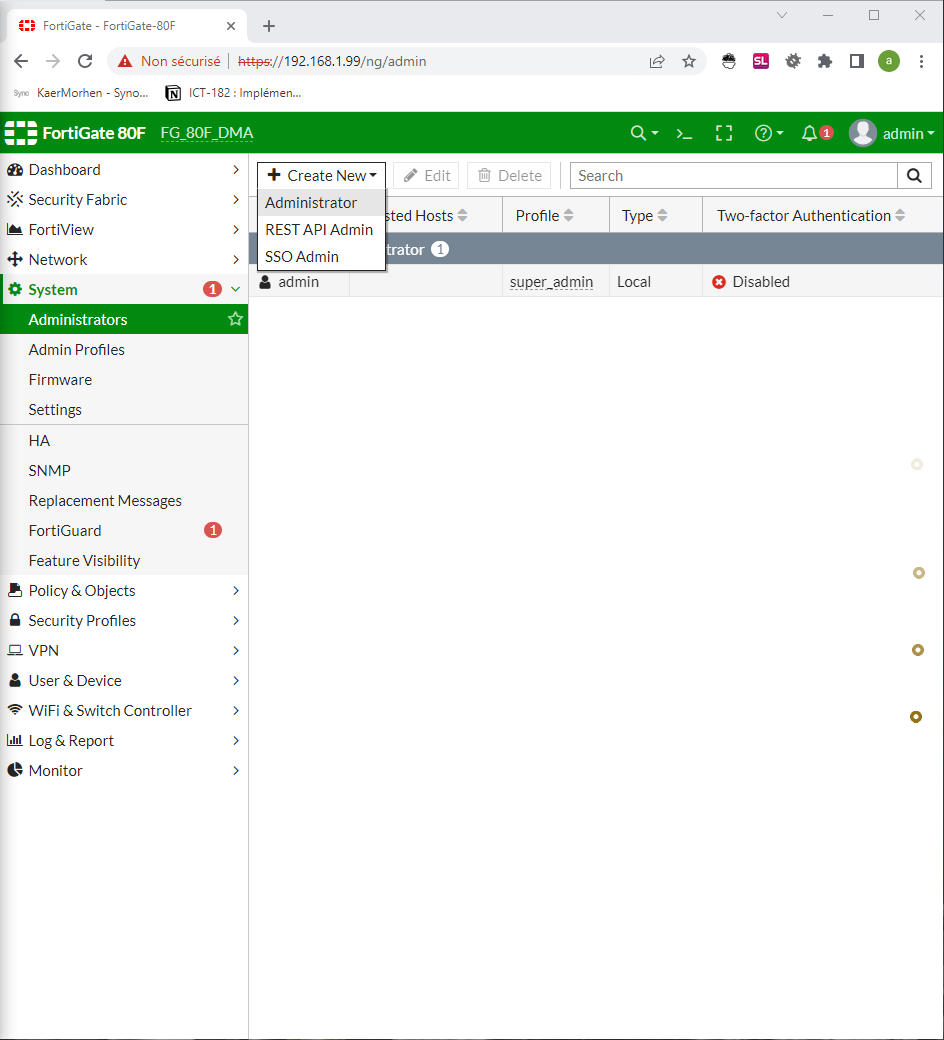 FortiGate - FortiGate-80F
Non sécurisé https://192.168.1.99/ng/admin
SL
a
Syno KaerMorhen - Syno... ICT-182 : Implémen...
FortiGate 80F FG_80F_DMA 1 admin
Dashboard
Security Fabric
FortiView
Network
System 1
Administrators
Admin Profiles
Firmware
Settings
HA
SNMP
Replacement Messages
FortiGuard 1
Feature Visibility
Policy & Objects
Security Profiles
VPN
User & Device
WiFi & Switch Controller
Log & Report
Monitor
Create New Edit Delete Search
Administrator
REST API Admin
SSO Admin
sted Hosts Profile Type Two-factor Authentication
trator 1
admin super_admin Local Disabled